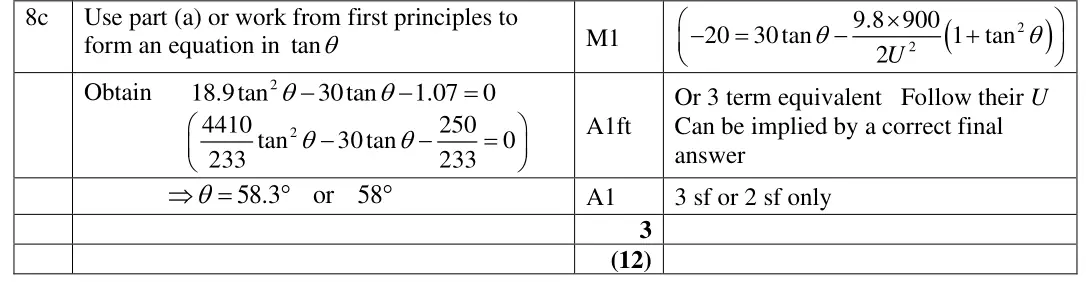 8c Use part (a) or work from first principles to
form an equation in tan θ
M1
(−20 = 30 tan θ − (9.8×900)/(2U²) (1 + tan² θ))
Obtain 18.9 tan² θ − 30 tan θ − 1.07 = 0
(4410/233 tan² θ − 30 tan θ − 250/233 = 0)
A1ft
Or 3 term equivalent Follow their U
Can be implied by a correct final
answer
⇒ θ = 58.3° or 58°
A1
3 sf or 2 sf only
3
(12)